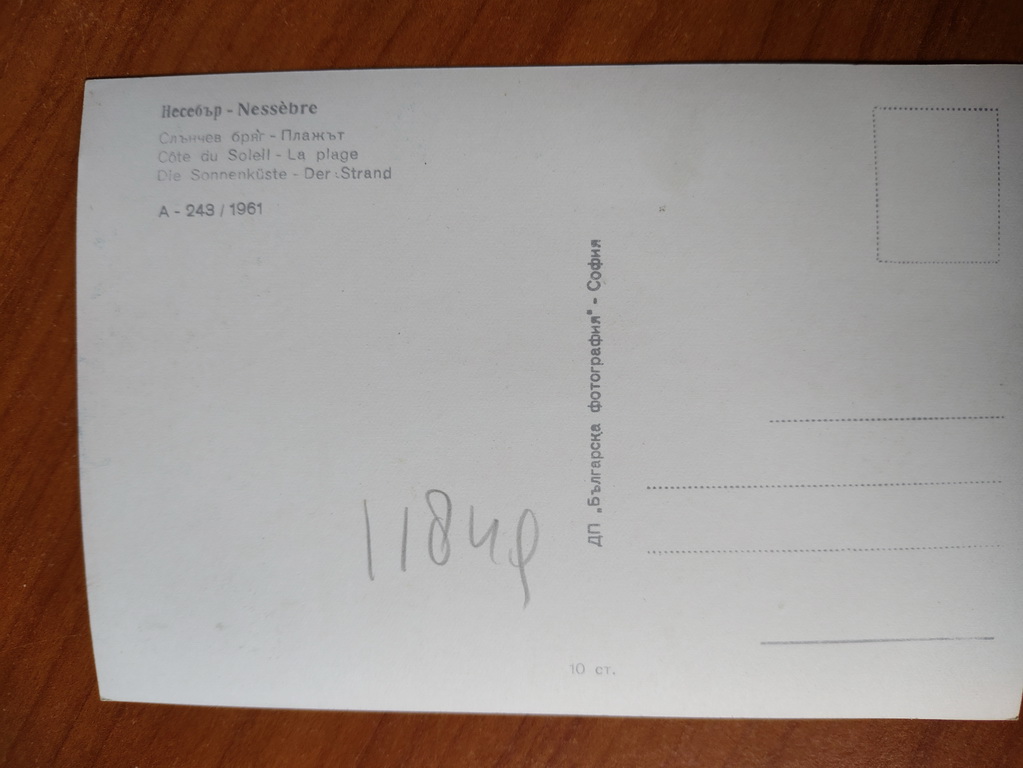 Несебър - Nessèbre
Слънчев бряг - Плажът
Côte du Soleil - La plage
Die Sonnenküste - Der Strand
А - 243 / 1961
ДП „Българска фотография" - София
10 ст.